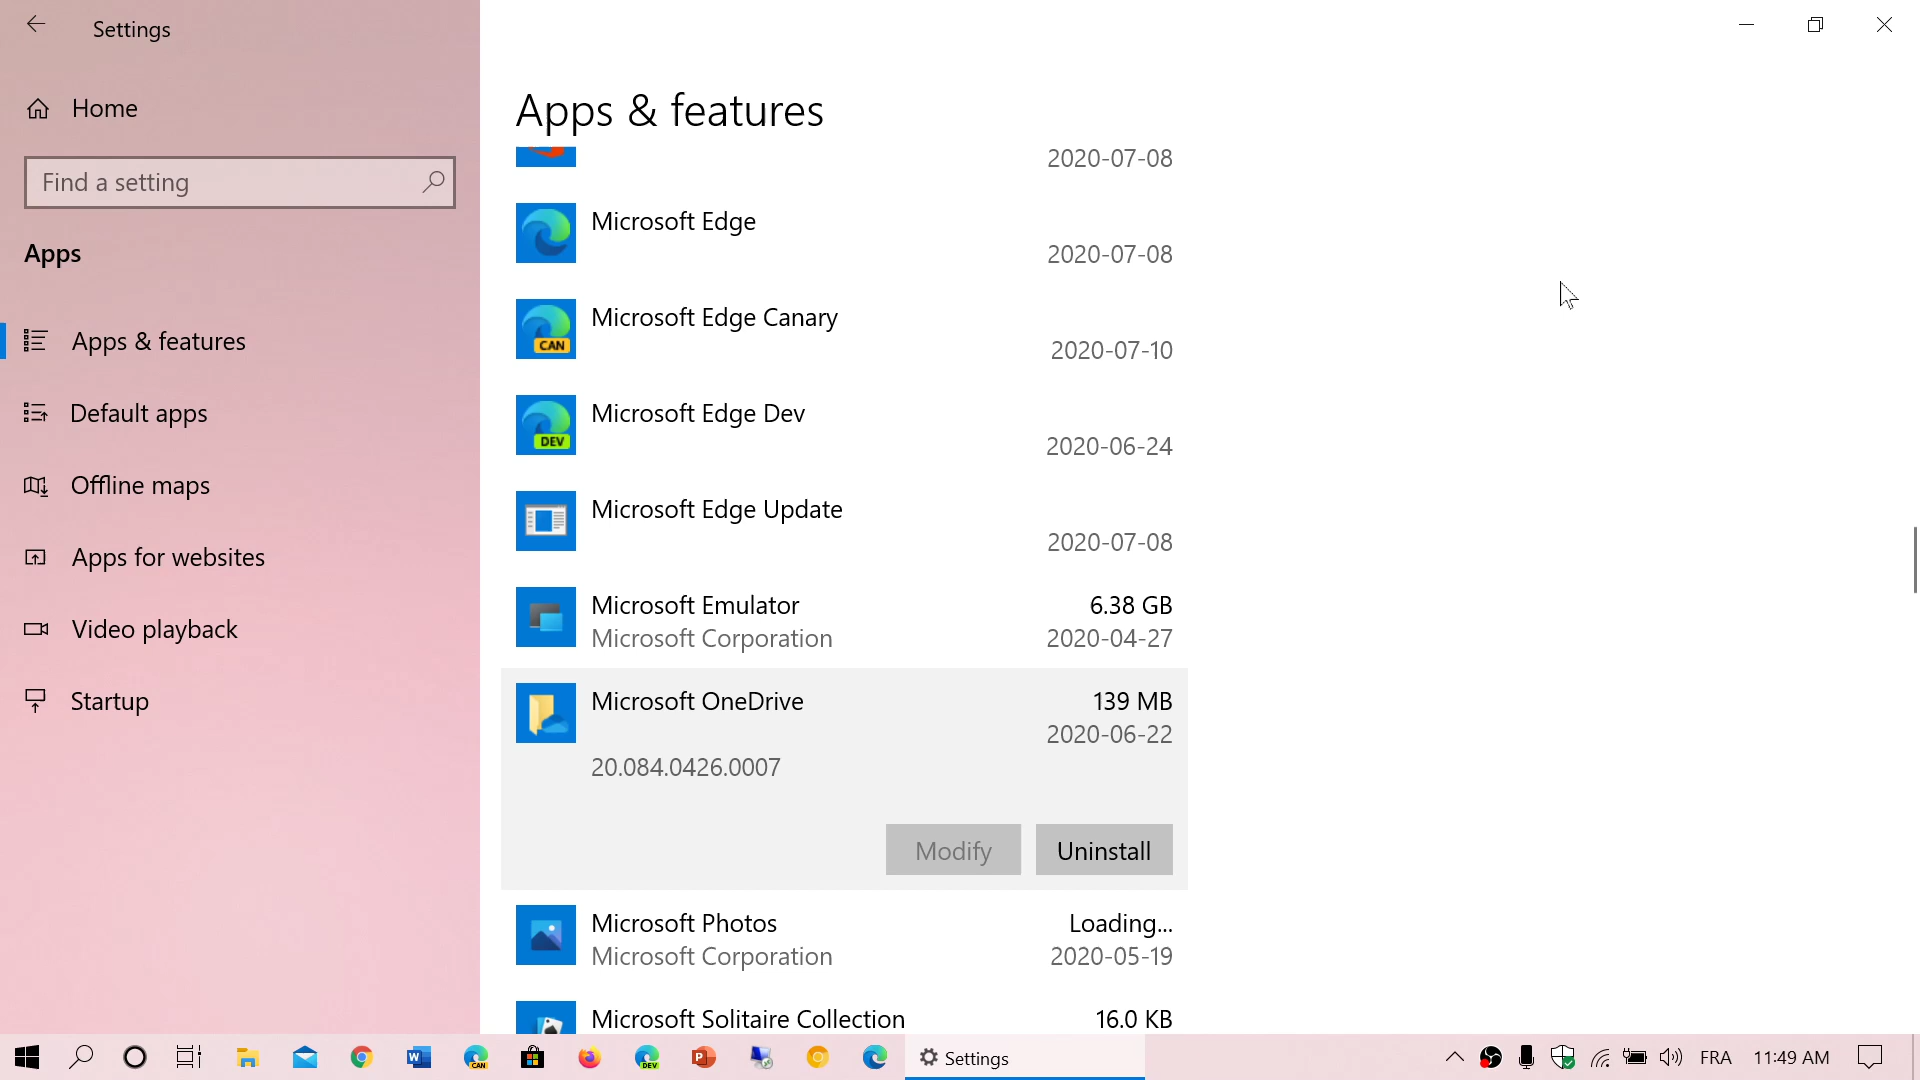 Settings
Home
Find a setting
Apps
Apps & features
Default apps
Offline maps
Apps for websites
Video playback
Startup
Apps & features
2020-07-08
Microsoft Edge
2020-07-08
CAN
Microsoft Edge Canary
2020-07-10
DEV
Microsoft Edge Dev
2020-06-24
Microsoft Edge Update
2020-07-08
Microsoft Emulator 6.38 GB
Microsoft Corporation 2020-04-27
Microsoft OneDrive 139 MB
2020-06-22
20.084.0426.0007
Modify Uninstall
Microsoft Photos Loading...
Microsoft Corporation 2020-05-19
Microsoft Solitaire Collection 16.0 KB
W CAN DEV P Settings FRA 11:49 AM